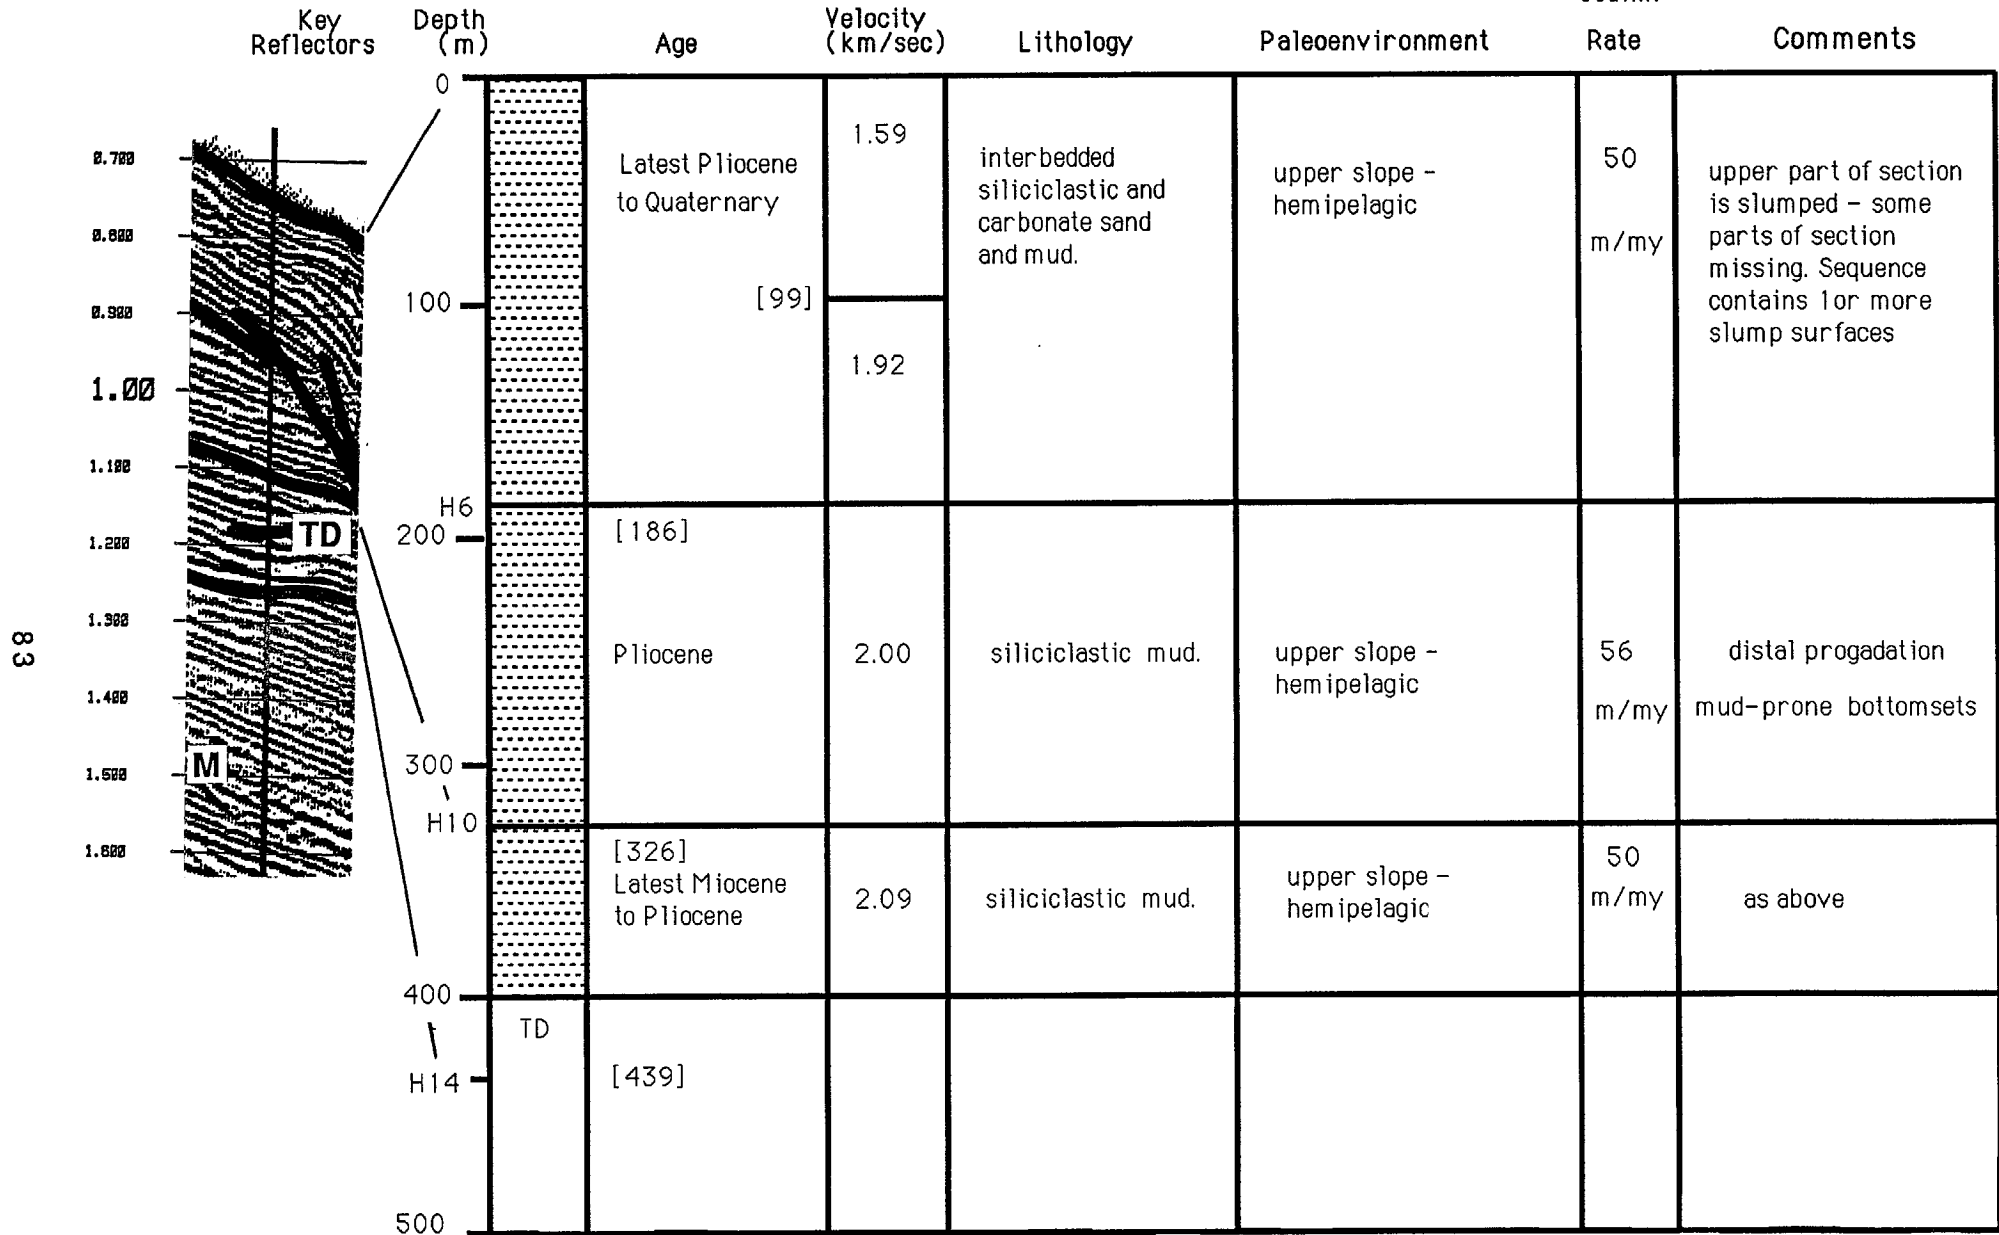 Key
Reflectors
Depth
(m)
Age
Velocity
(km/sec)
Lithology
Paleoenvironment
Rate
Comments
0
Latest Pliocene
to Quaternary
1.59
interbedded
siliciclastic and
carbonate sand
and mud.
upper slope -
hemipelagic
50
m/my
upper part of section
is slumped - some
parts of section
missing. Sequence
contains 1or more
slump surfaces
100
[99]
1.92
H6
200
[186]
Pliocene
2.00
siliciclastic mud.
upper slope -
hemipelagic
56
m/my
distal progadation
mud-prone bottomsets
300
H10
[326]
Latest Miocene
to Pliocene
2.09
siliciclastic mud.
upper slope -
hemipelagic
50
m/my
as above
400
TD
H14
[439]
500
0.700
0.800
0.900
1.00
1.100
1.200
1.300
1.400
1.500
1.600
TD
M
83